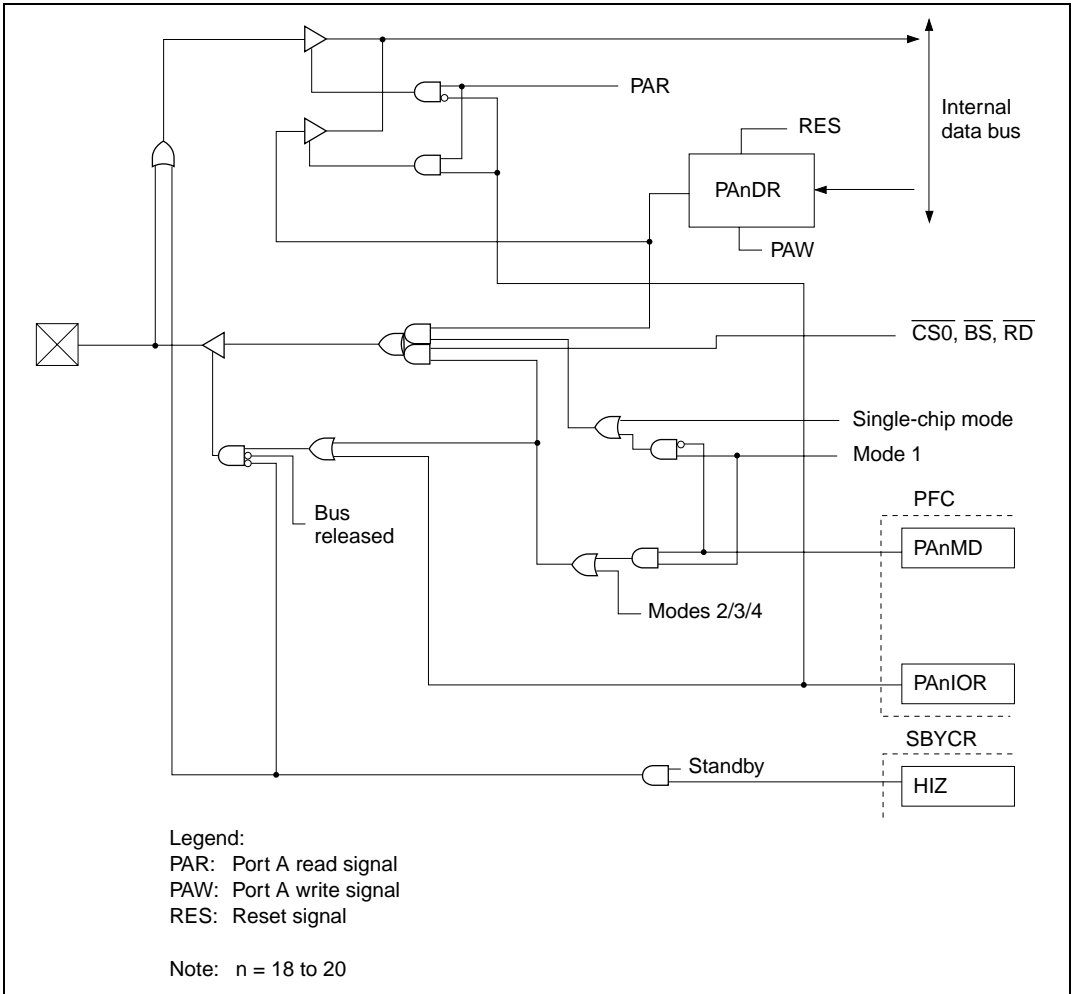 PAR
Internal
data bus
RES
PAnDR
PAW
CS0, BS, RD
Single-chip mode
Mode 1
Bus
released
PFC
PAnMD
Modes 2/3/4
PAnIOR
SBYCR
Standby
HIZ
Legend:
PAR: Port A read signal
PAW: Port A write signal
RES: Reset signal
Note: n = 18 to 20